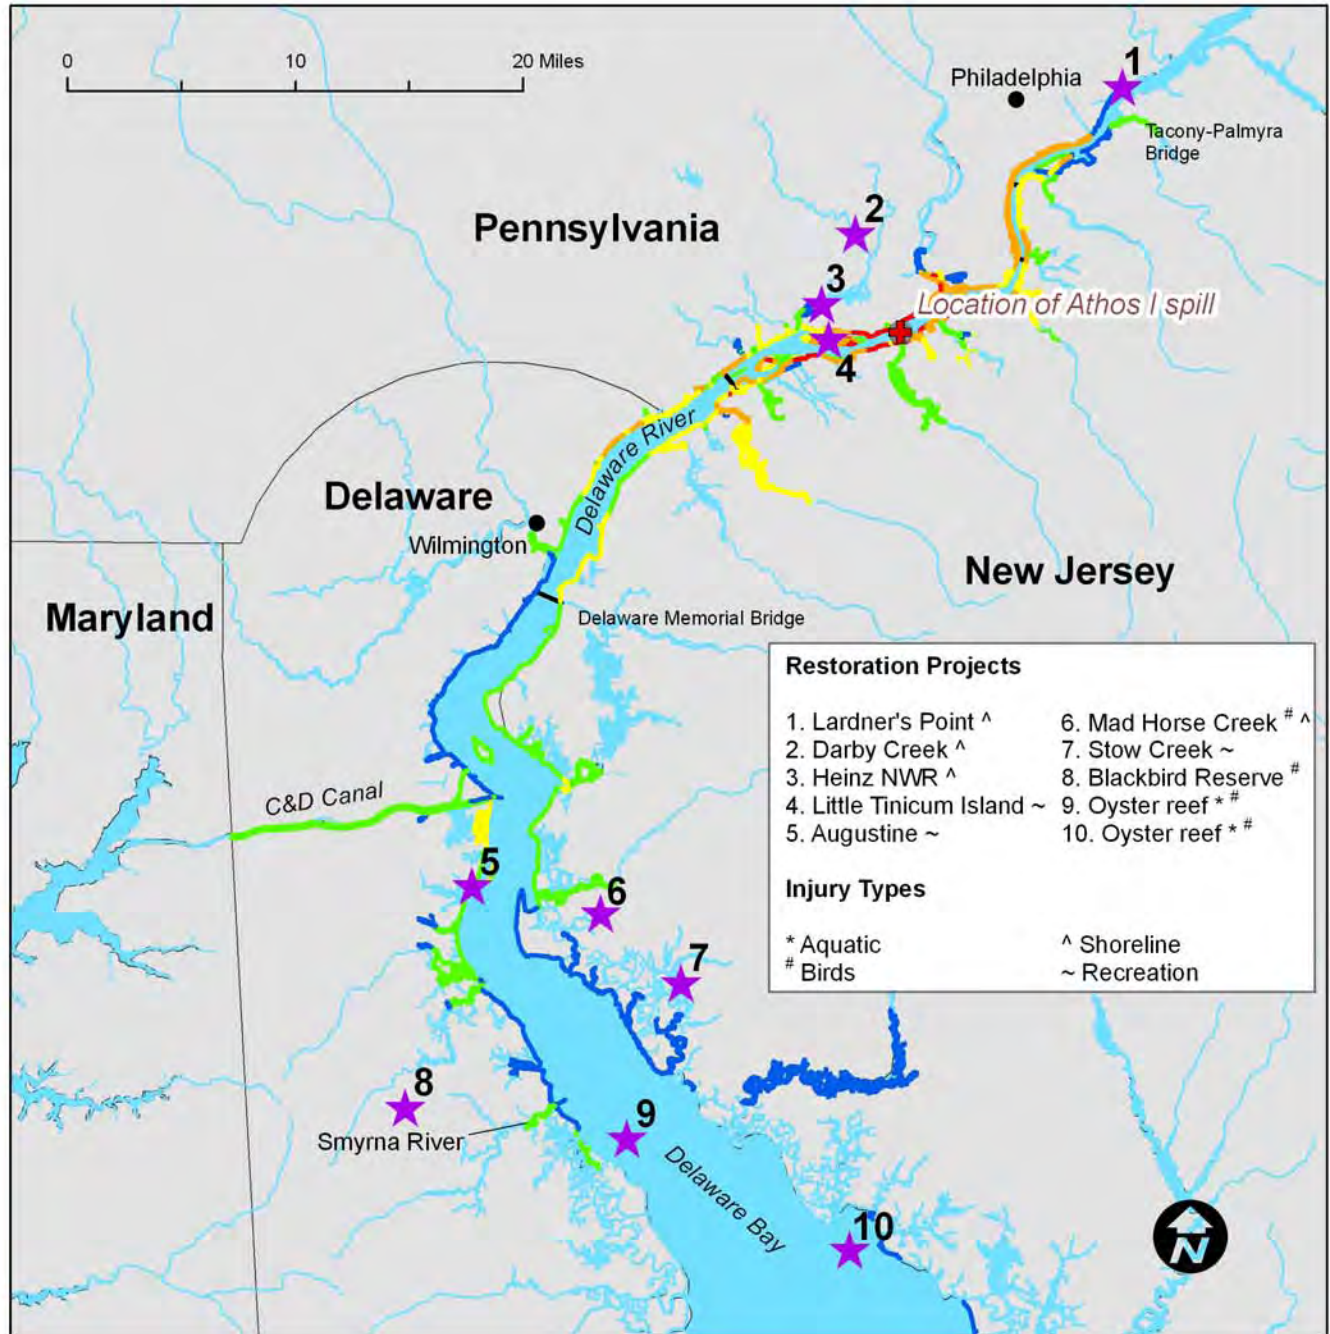 0 10 20 Miles
1
Philadelphia
Tacony-Palmyra
Bridge
2
Pennsylvania
3
Location of Athos I spill
4
Delaware River
Delaware
Wilmington
New Jersey
Maryland
Delaware Memorial Bridge
Restoration Projects
1. Lardner's Point ^
2. Darby Creek ^
3. Heinz NWR ^
4. Little Tinicum Island ~
5. Augustine ~
6. Mad Horse Creek # ^
7. Stow Creek ~
8. Blackbird Reserve #
9. Oyster reef * #
10. Oyster reef * #
Injury Types
* Aquatic
# Birds
^ Shoreline
~ Recreation
C&D Canal
5
6
7
8
Smyrna River
9
Delaware Bay
10
N